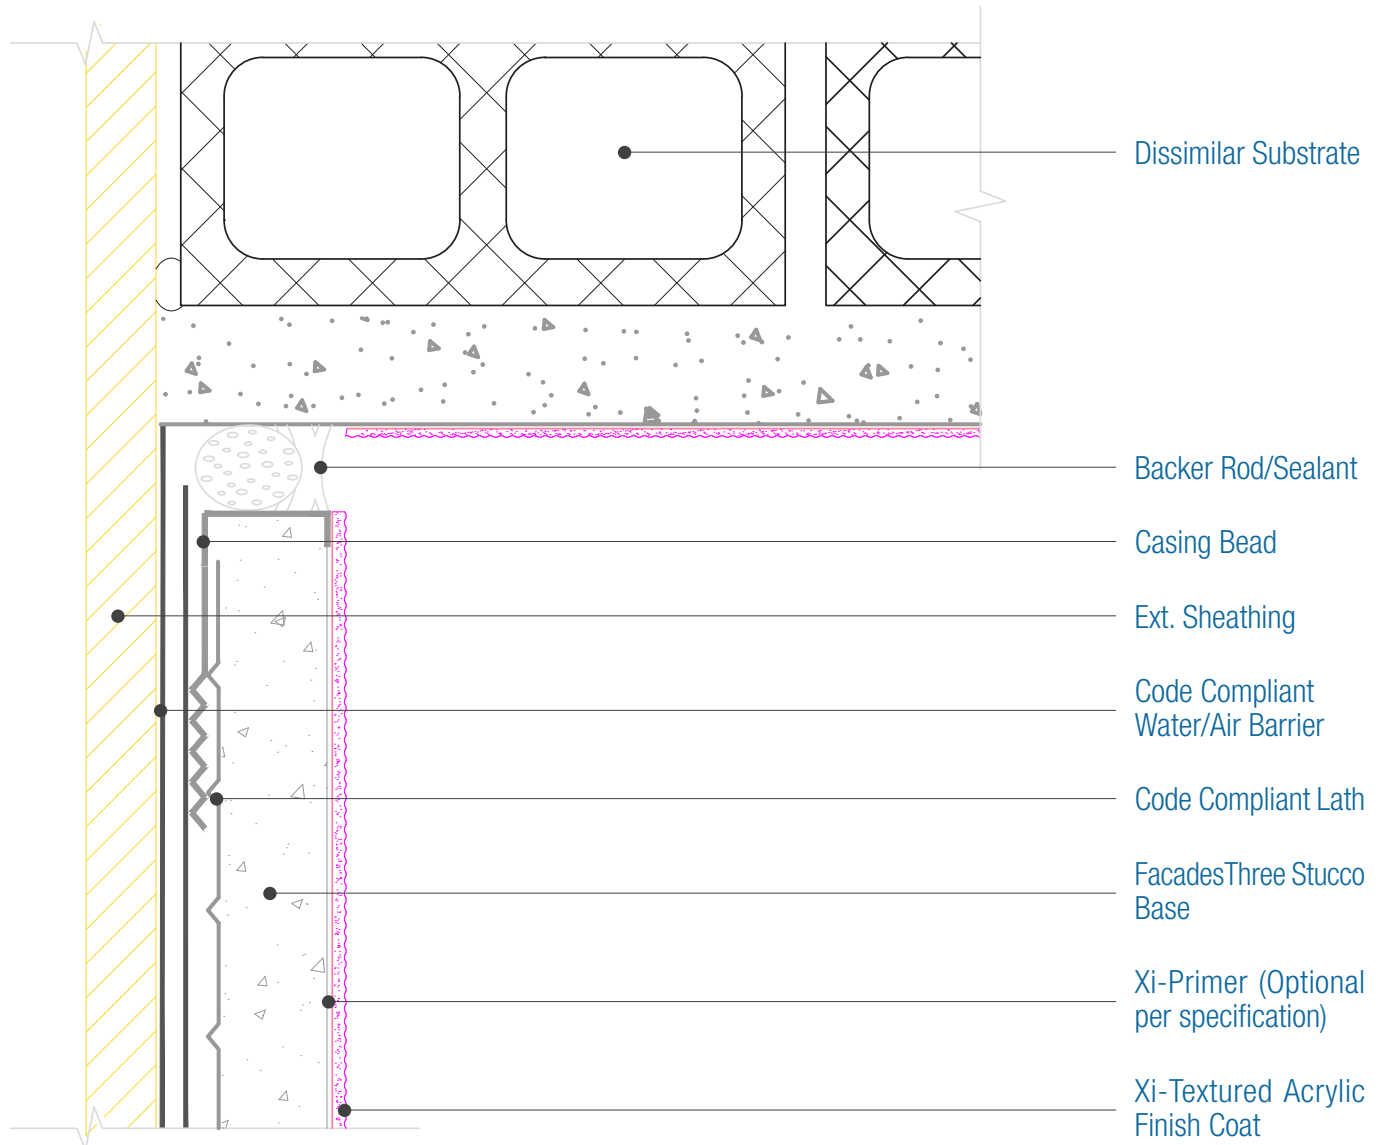 Dissimilar Substrate
Backer Rod/Sealant
Casing Bead
Ext. Sheathing
Code Compliant
Water/Air Barrier
Code Compliant Lath
FacadesThree Stucco
Base
Xi-Primer (Optional
per specification)
Xi-Textured Acrylic
Finish Coat